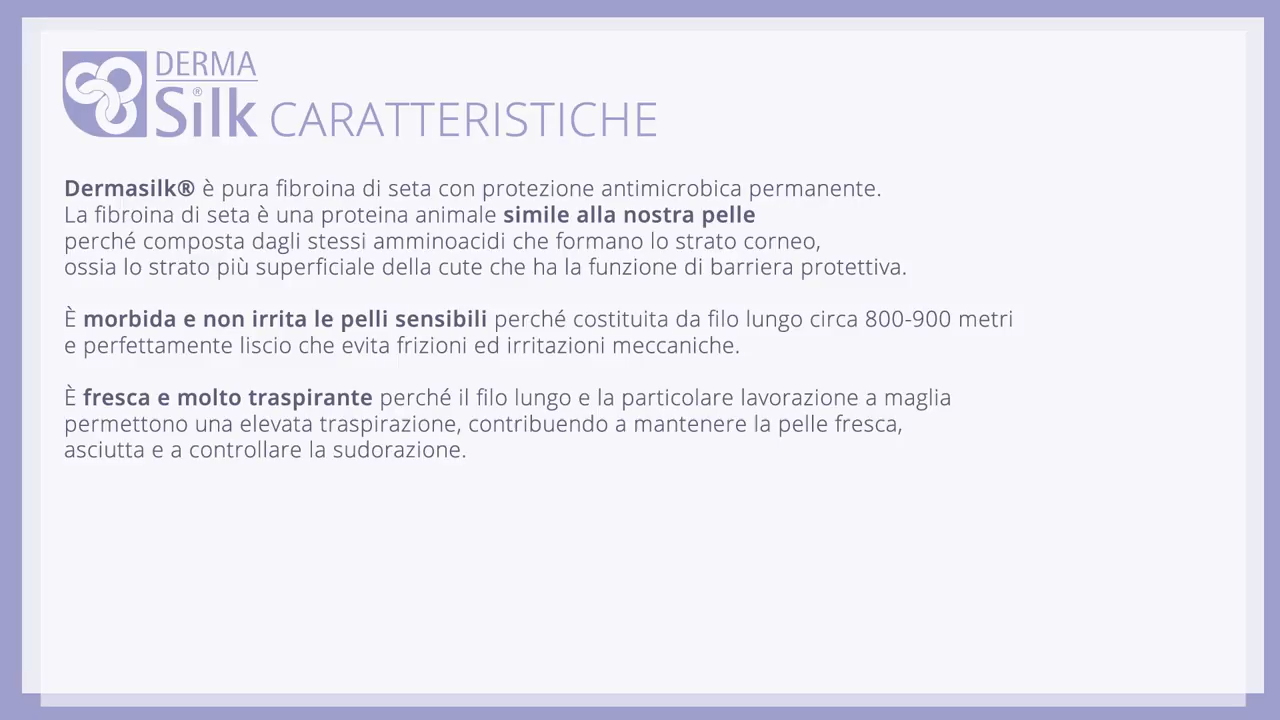 DERMA
Silk® CARATTERISTICHE
Dermasilk® è pura fibroina di seta con protezione antimicrobica permanente.
La fibroina di seta è una proteina animale simile alla nostra pelle
perché composta dagli stessi amminoacidi che formano lo strato corneo,
ossia lo strato più superficiale della cute che ha la funzione di barriera protettiva.
È morbida e non irrita le pelli sensibili perché costituita da filo lungo circa 800-900 metri
e perfettamente liscio che evita frizioni ed irritazioni meccaniche.
È fresca e molto traspirante perché il filo lungo e la particolare lavorazione a maglia
permettono una elevata traspirazione, contribuendo a mantenere la pelle fresca,
asciutta e a controllare la sudorazione.